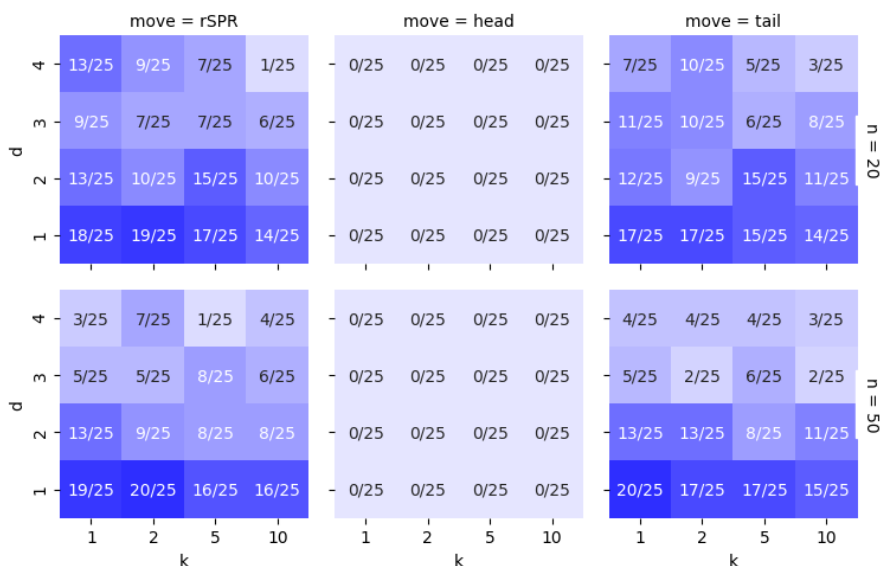 move = rSPR move = head move = tail
4 13/25 9/25 7/25 1/25 0/25 0/25 0/25 0/25 7/25 10/25 5/25 3/25
3 9/25 7/25 7/25 6/25 0/25 0/25 0/25 0/25 11/25 10/25 6/25 8/25
d
n = 20
2 13/25 10/25 15/25 10/25 0/25 0/25 0/25 0/25 12/25 9/25 15/25 11/25
1 18/25 19/25 17/25 14/25 0/25 0/25 0/25 0/25 17/25 17/25 15/25 14/25
4 3/25 7/25 1/25 4/25 0/25 0/25 0/25 0/25 4/25 4/25 4/25 3/25
3 5/25 5/25 8/25 6/25 0/25 0/25 0/25 0/25 5/25 2/25 6/25 2/25
d
n = 50
2 13/25 9/25 8/25 8/25 0/25 0/25 0/25 0/25 13/25 13/25 8/25 11/25
1 19/25 20/25 16/25 16/25 0/25 0/25 0/25 0/25 20/25 17/25 17/25 15/25
1 2 5 10 1 2 5 10 1 2 5 10
k k k